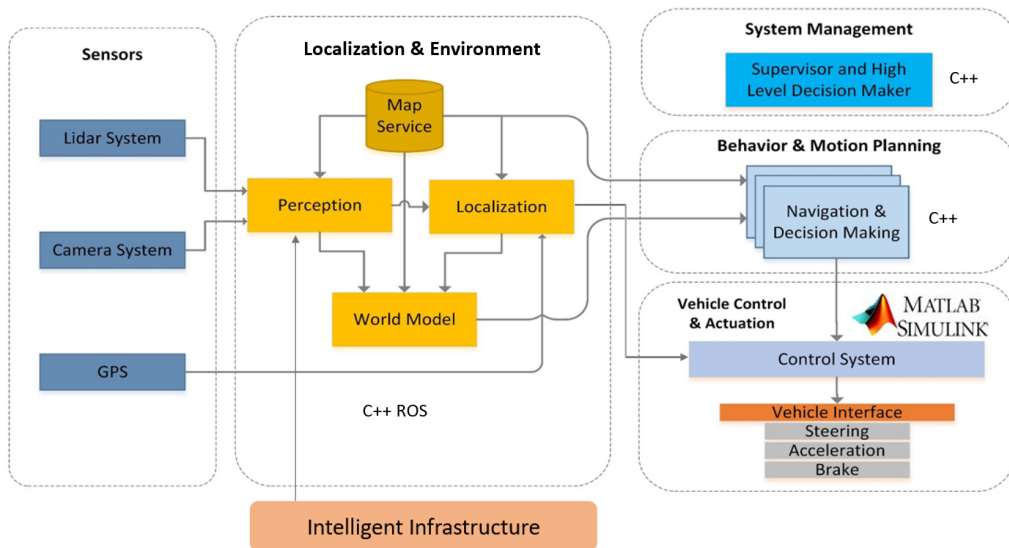 Sensors
Lidar System
Camera System
GPS
Localization & Environment
Map
Service
Perception
Localization
World Model
C++ ROS
Intelligent Infrastructure
System Management
Supervisor and High
Level Decision Maker
C++
Behavior & Motion Planning
Navigation &
Decision Making
C++
Vehicle Control
& Actuation
MATLAB
SIMULINK®
Control System
Vehicle Interface
Steering
Acceleration
Brake